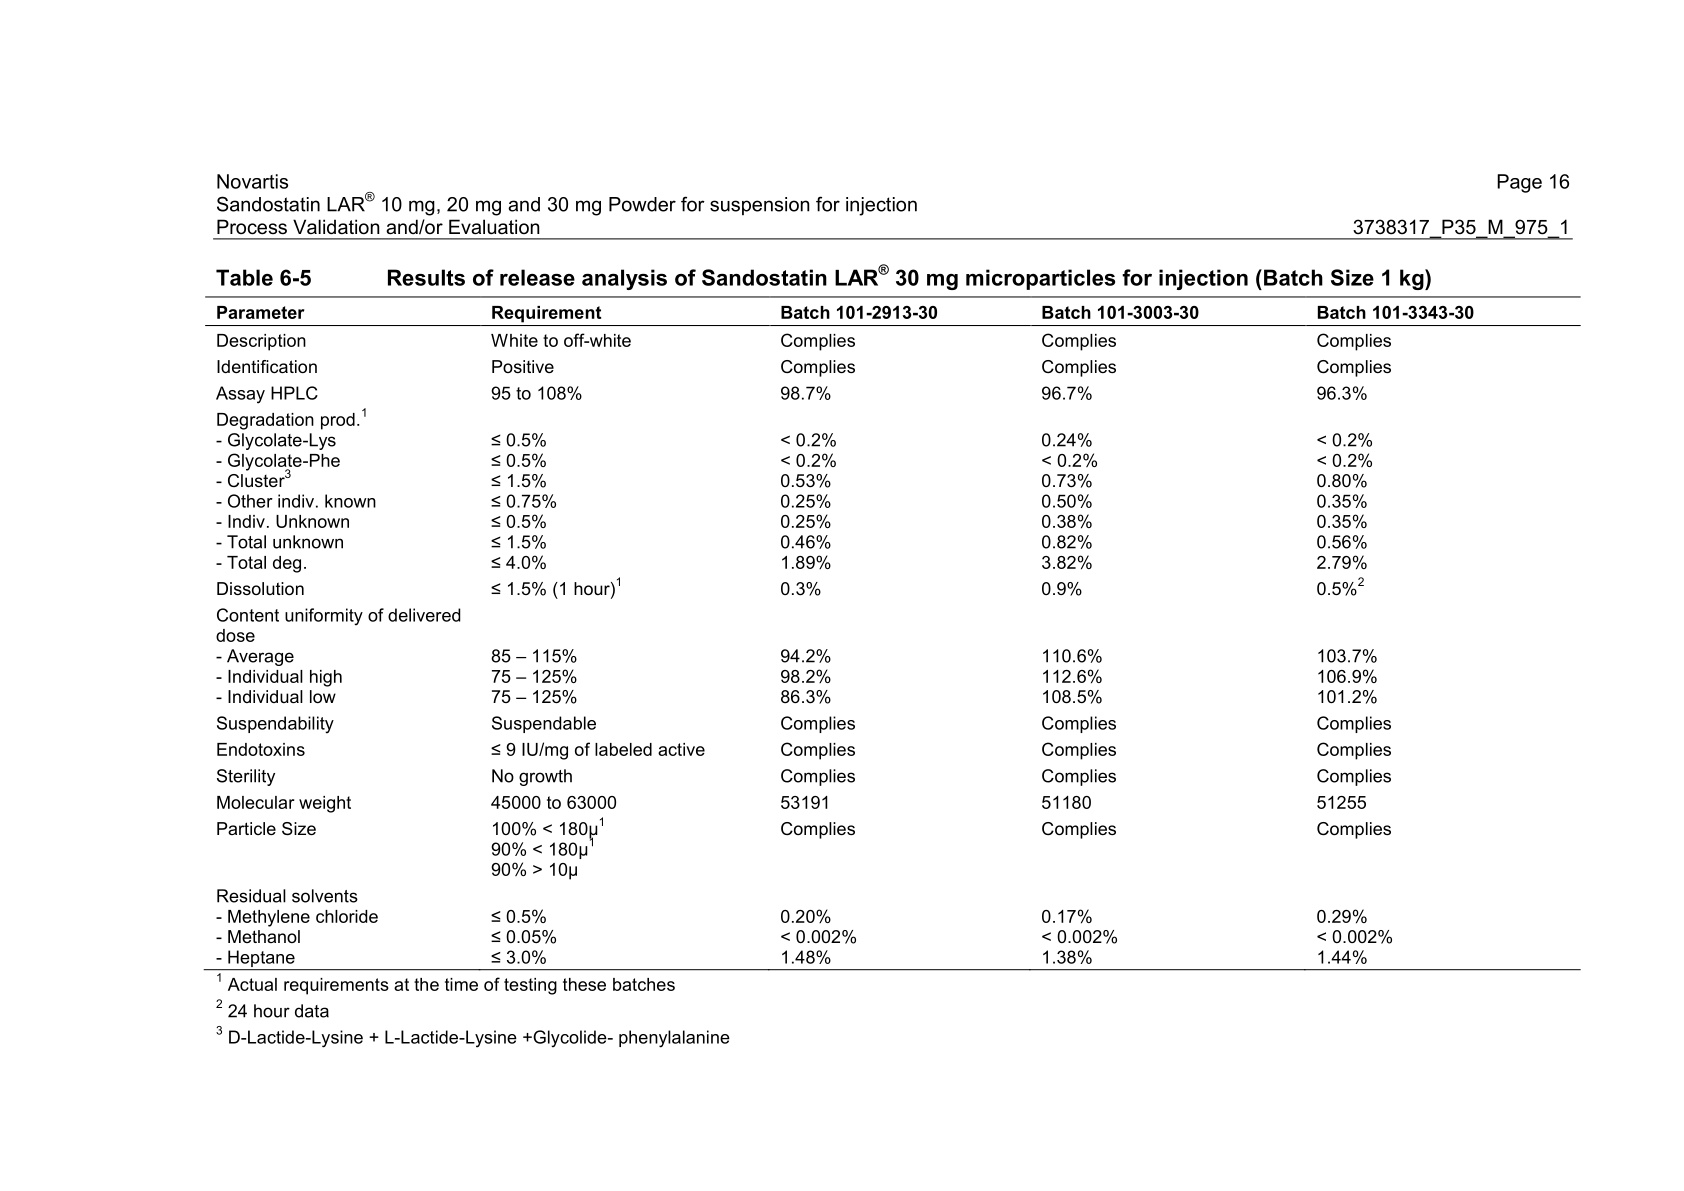 Novartis Page 16
Sandostatin LAR® 10 mg, 20 mg and 30 mg Powder for suspension for injection
Process Validation and/or Evaluation 3738317_P35_M_975_1
Table 6-5 Results of release analysis of Sandostatin LAR® 30 mg microparticles for injection (Batch Size 1 kg)
Parameter Requirement Batch 101-2913-30 Batch 101-3003-30 Batch 101-3343-30
Description White to off-white Complies Complies Complies
Identification Positive Complies Complies Complies
Assay HPLC 95 to 108% 98.7% 96.7% 96.3%
Degradation prod.1
- Glycolate-Lys ≤ 0.5% < 0.2% 0.24% < 0.2%
- Glycolate-Phe ≤ 0.5% < 0.2% < 0.2% < 0.2%
- Cluster3 ≤ 1.5% 0.53% 0.73% 0.80%
- Other indiv. known ≤ 0.75% 0.25% 0.50% 0.35%
- Indiv. Unknown ≤ 0.5% 0.25% 0.38% 0.35%
- Total unknown ≤ 1.5% 0.46% 0.82% 0.56%
- Total deg. ≤ 4.0% 1.89% 3.82% 2.79%
Dissolution ≤ 1.5% (1 hour)1 0.3% 0.9% 0.5%2
Content uniformity of delivered
dose
- Average 85 – 115% 94.2% 110.6% 103.7%
- Individual high 75 – 125% 98.2% 112.6% 106.9%
- Individual low 75 – 125% 86.3% 108.5% 101.2%
Suspendability Suspendable Complies Complies Complies
Endotoxins ≤ 9 IU/mg of labeled active Complies Complies Complies
Sterility No growth Complies Complies Complies
Molecular weight 45000 to 63000 53191 51180 51255
Particle Size 100% < 180µ1 Complies Complies Complies
90% < 180µ1
90% > 10µ
Residual solvents
- Methylene chloride ≤ 0.5% 0.20% 0.17% 0.29%
- Methanol ≤ 0.05% < 0.002% < 0.002% < 0.002%
- Heptane ≤ 3.0% 1.48% 1.38% 1.44%
1 Actual requirements at the time of testing these batches
2 24 hour data
3 D-Lactide-Lysine + L-Lactide-Lysine +Glycolide- phenylalanine